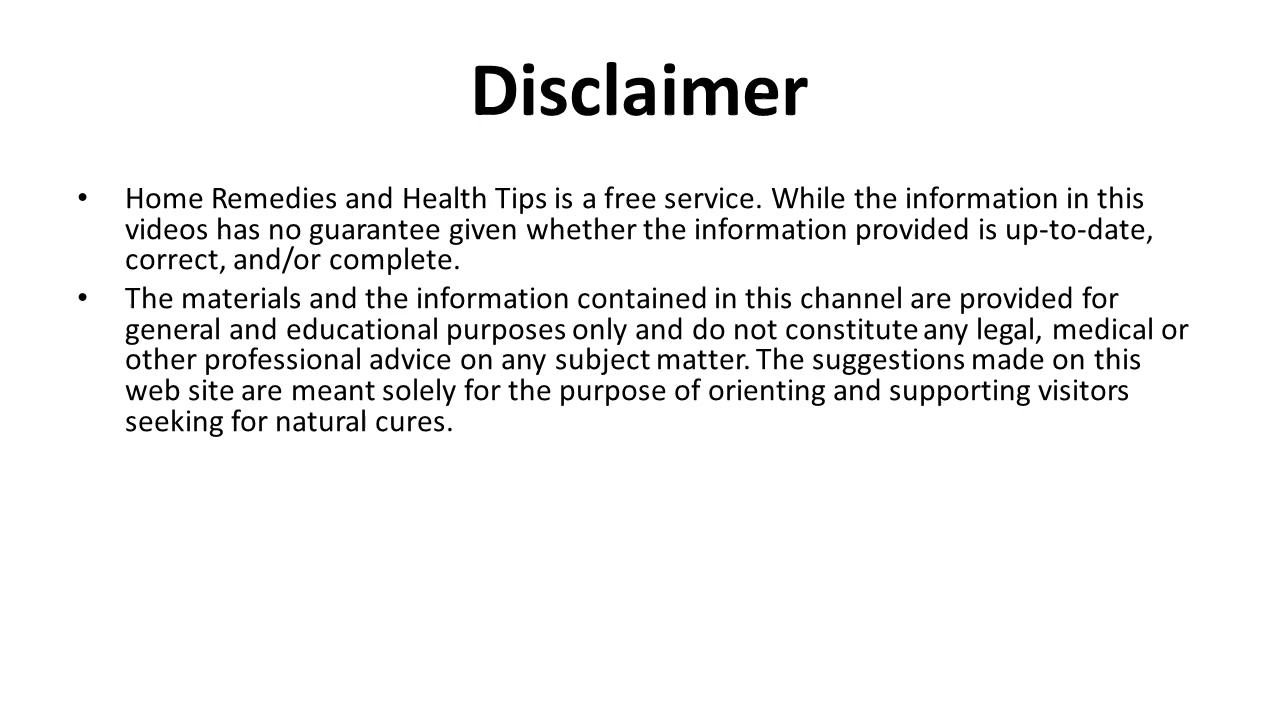 Disclaimer
• Home Remedies and Health Tips is a free service. While the information in this
videos has no guarantee given whether the information provided is up-to-date,
correct, and/or complete.
• The materials and the information contained in this channel are provided for
general and educational purposes only and do not constitute any legal, medical or
other professional advice on any subject matter. The suggestions made on this
web site are meant solely for the purpose of orienting and supporting visitors
seeking for natural cures.